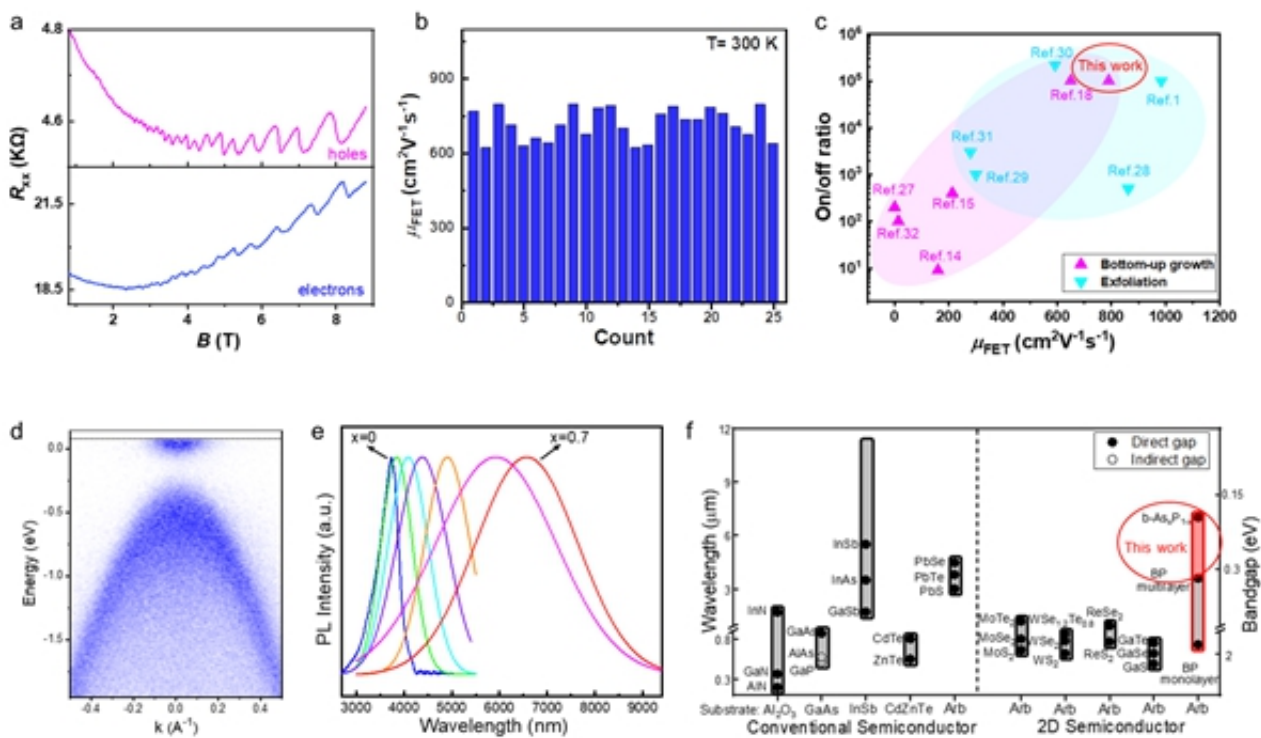 a
4.8
4.6
holes
21.5
18.5
electrons
R_xx (KΩ)
2 4 6 8
B (T)
b
T= 300 K
900
600
300
0
μ_FET (cm²V⁻¹s⁻¹)
0 5 10 15 20 25
Count
c
10⁶
10⁵
10⁴
10³
10²
10¹
On/off ratio
Ref.30
This work
Ref.18
Ref.1
Ref.31
Ref.29
Ref.28
Ref.27
Ref.15
Ref.32
Ref.14
Bottom-up growth
Exfoliation
0 200 400 600 800 1000 1200
μ_FET (cm²V⁻¹s⁻¹)
d
0.0
-0.5
-1.0
-1.5
Energy (eV)
-0.4 -0.2 0.0 0.2 0.4
k (A⁻¹)
e
x=0
x=0.7
PL Intensity (a.u.)
3000 4000 5000 6000 7000 8000 9000
Wavelength (nm)
f
12
9
3
0.8
0.3
Wavelength (μm)
Direct gap
Indirect gap
0.15
0.3
2
Bandgap (eV)
InN
GaN
AlN
GaAs
AlAs
GaP
InSb
InAs
GaSb
CdTe
ZnTe
PbSe
PbTe
PbS
MoTe₂
MoSe₂
MoS₂
WSe₁.₂Te₀.₈
WSe₂
WS₂
ReSe₂
ReS₂
GaTe
GaSe
GaS
b-AsₓP₁₋ₓ
This work
BP
multilayer
BP
monolayer
Substrate: Al₂O₃ GaAs InSb CdZnTe Arb Arb Arb Arb Arb Arb
Conventional Semiconductor 2D Semiconductor